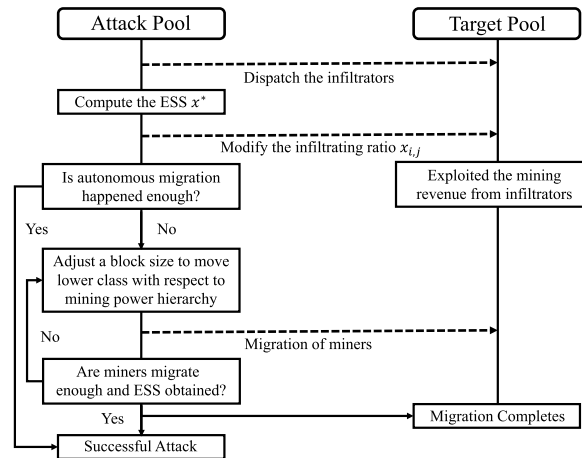 Attack Pool
Target Pool
Dispatch the infiltrators
Compute the ESS x*
Modify the infiltrating ratio x_{i,j}
Is autonomous migration
happened enough?
Exploited the mining
revenue from infiltrators
Yes
No
Adjust a block size to move
lower class with respect to
mining power hierarchy
No
Migration of miners
Are miners migrate
enough and ESS obtained?
Yes
Migration Completes
Successful Attack